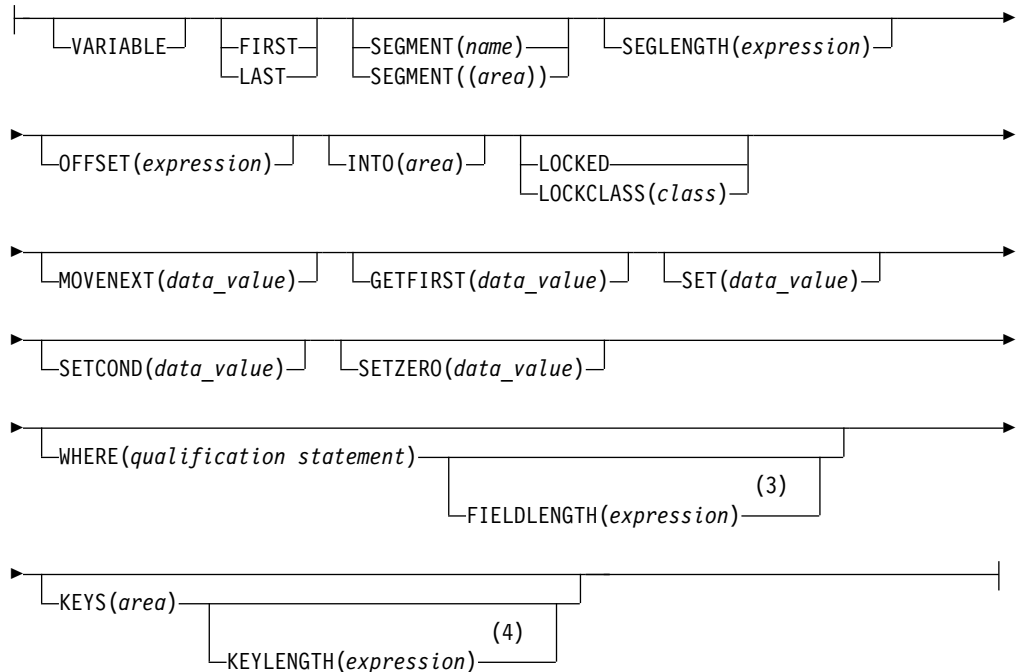 VARIABLE FIRST SEGMENT(name) SEGLENGTH(expression)
LAST SEGMENT((area))
OFFSET(expression) INTO(area) LOCKED
LOCKCLASS(class)
MOVENEXT(data_value) GETFIRST(data_value) SET(data_value)
SETCOND(data_value) SETZERO(data_value)
WHERE(qualification statement)
(3)
FIELDLENGTH(expression)
KEYS(area)
(4)
KEYLENGTH(expression)